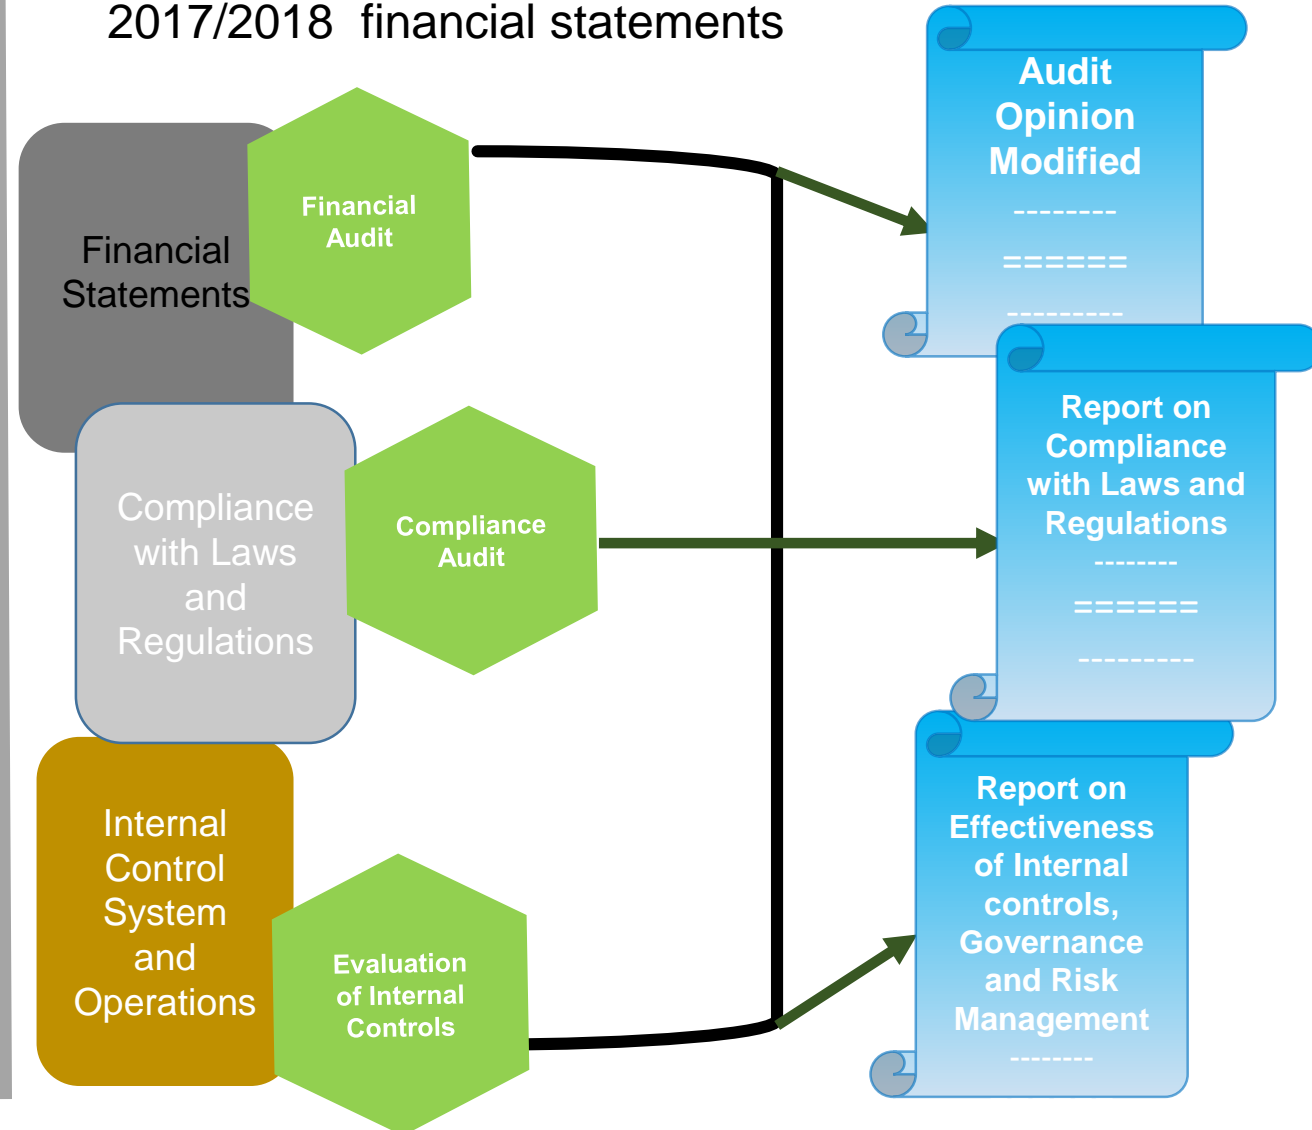 2017/2018 financial statements
Financial
Statements
Financial
Audit
Audit
Opinion
Modified
--------
======
---------
Compliance
with Laws
and
Regulations
Compliance
Audit
Report on
Compliance
with Laws and
Regulations
--------
======
---------
Internal
Control
System
and
Operations
Evaluation
of Internal
Controls
Report on
Effectiveness
of Internal
controls,
Governance
and Risk
Management
--------